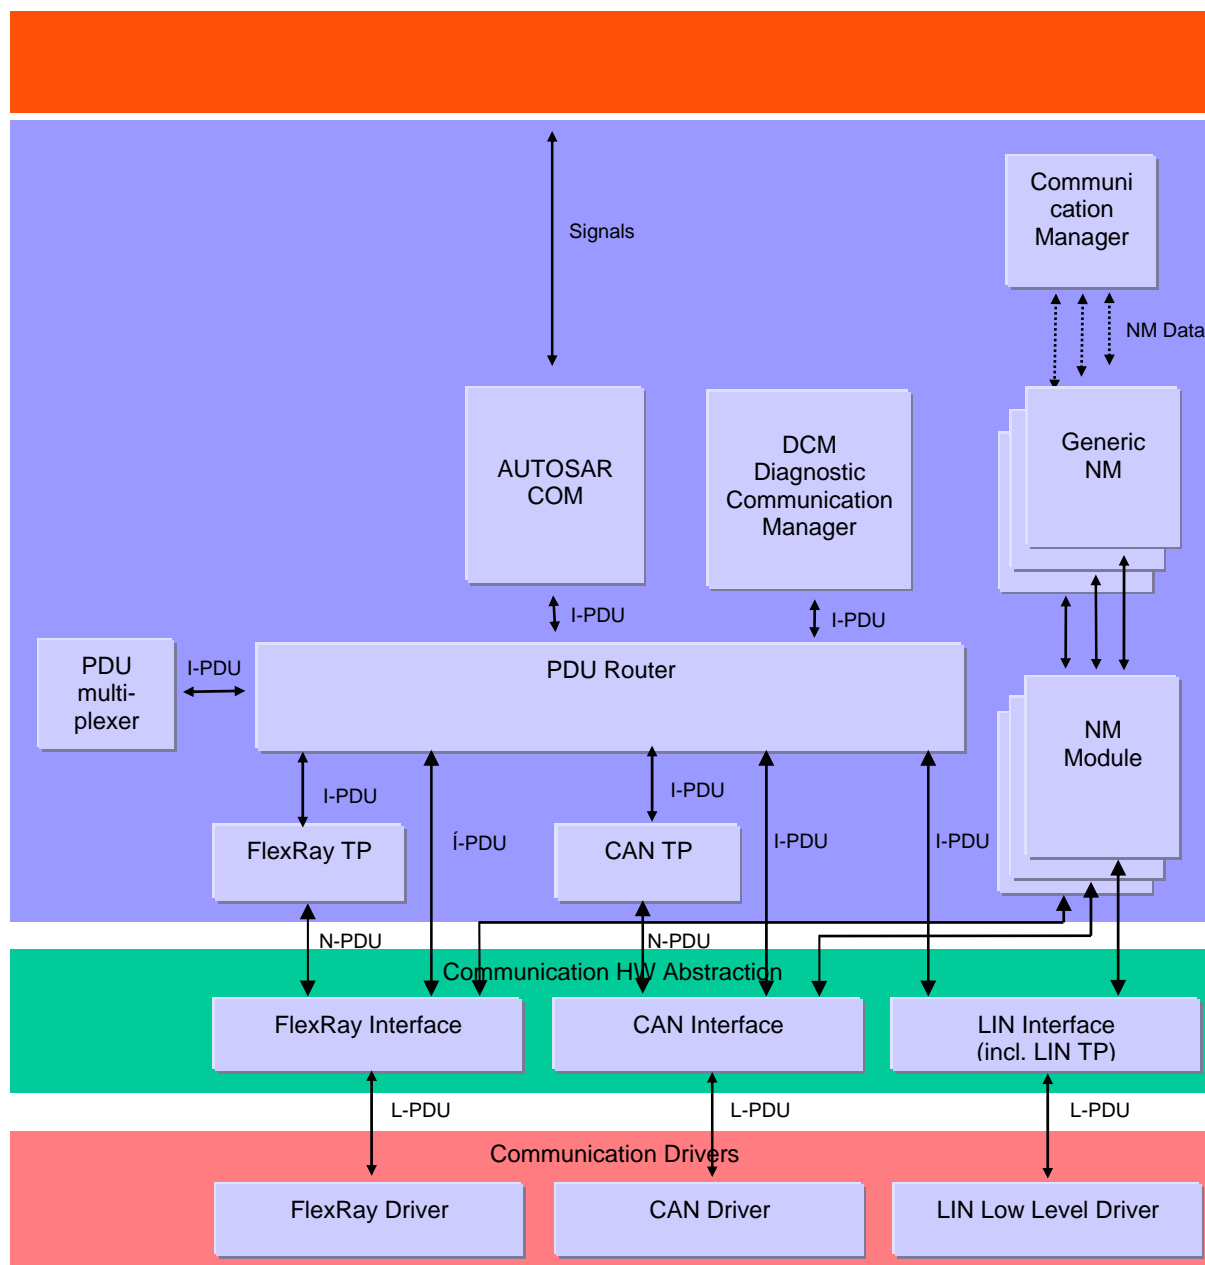 Communi
cation
Manager
Signals
NM Data
AUTOSAR
COM
DCM
Diagnostic
Communication
Manager
Generic
NM
I-PDU
I-PDU
PDU
multi-
plexer
I-PDU
PDU Router
NM
Module
I-PDU
Í-PDU
I-PDU
I-PDU
I-PDU
FlexRay TP
CAN TP
N-PDU
N-PDU
Communication HW Abstraction
FlexRay Interface
CAN Interface
LIN Interface
(incl. LIN TP)
L-PDU
L-PDU
L-PDU
Communication Drivers
FlexRay Driver
CAN Driver
LIN Low Level Driver